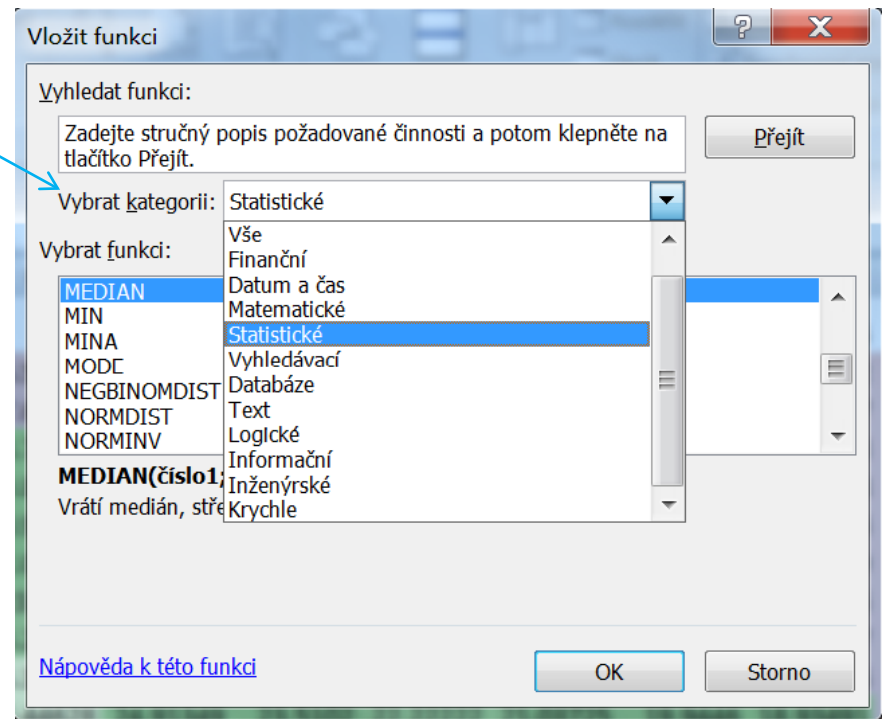 Vložit funkci
Vyhledat funkci:
Zadejte stručný popis požadované činnosti a potom klepněte na
tlačítko Přejít.
Přejít
Vybrat kategorii: Statistické
Vše
Finanční
Datum a čas
Matematické
Statistické
Vyhledávací
Databáze
Text
Logické
Informační
Inženýrské
Krychle
Vybrat funkci:
MEDIAN
MIN
MINA
MODE
NEGBINOMDIST
NORMDIST
NORMINV
MEDIAN(číslo1;
Vrátí medián, stře
Nápověda k této funkci
OK
Storno